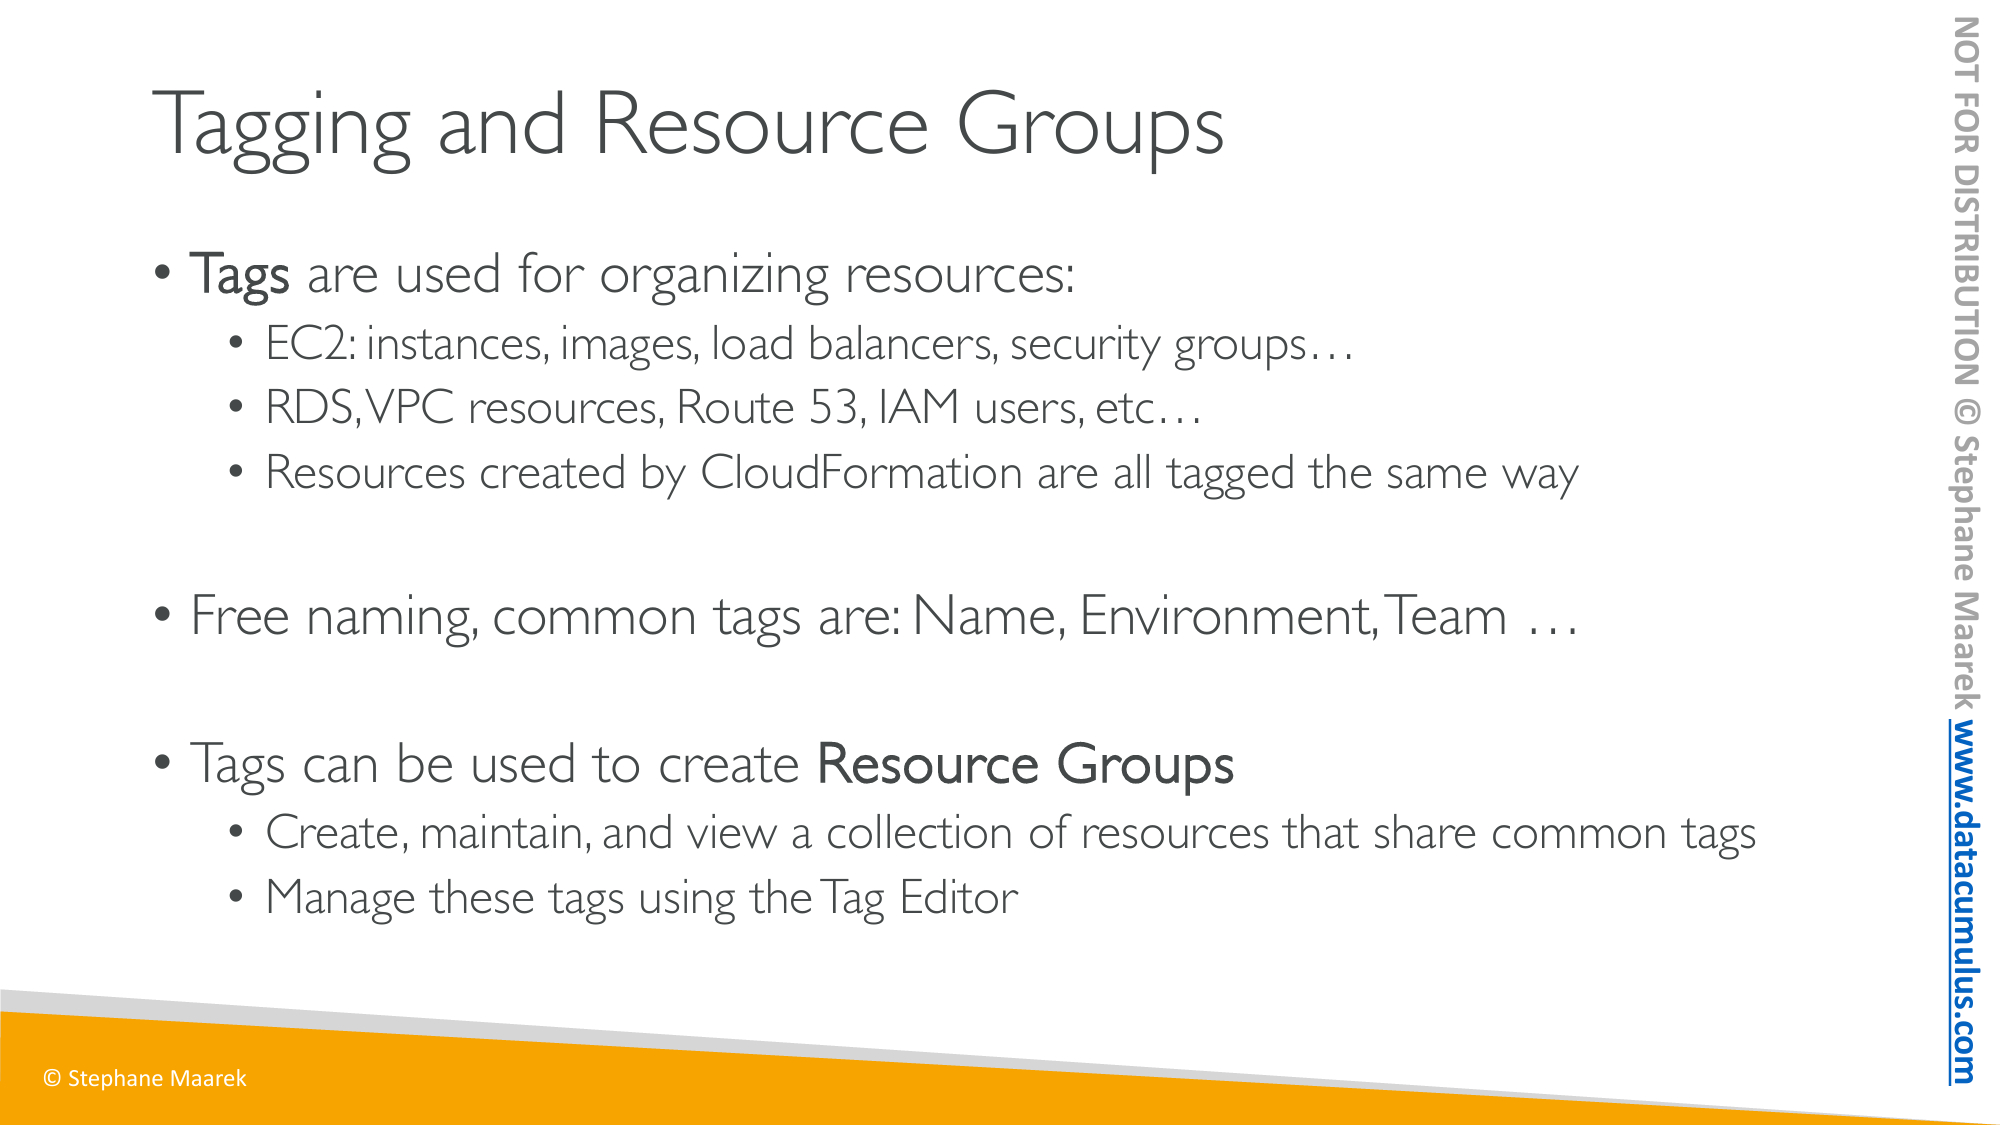 Tagging and Resource Groups
• Tags are used for organizing resources:
• EC2: instances, images, load balancers, security groups…
• RDS, VPC resources, Route 53, IAM users, etc…
• Resources created by CloudFormation are all tagged the same way
• Free naming, common tags are: Name, Environment, Team …
• Tags can be used to create Resource Groups
• Create, maintain, and view a collection of resources that share common tags
• Manage these tags using the Tag Editor
© Stephane Maarek
NOT FOR DISTRIBUTION © Stephane Maarek www.datacumulus.com